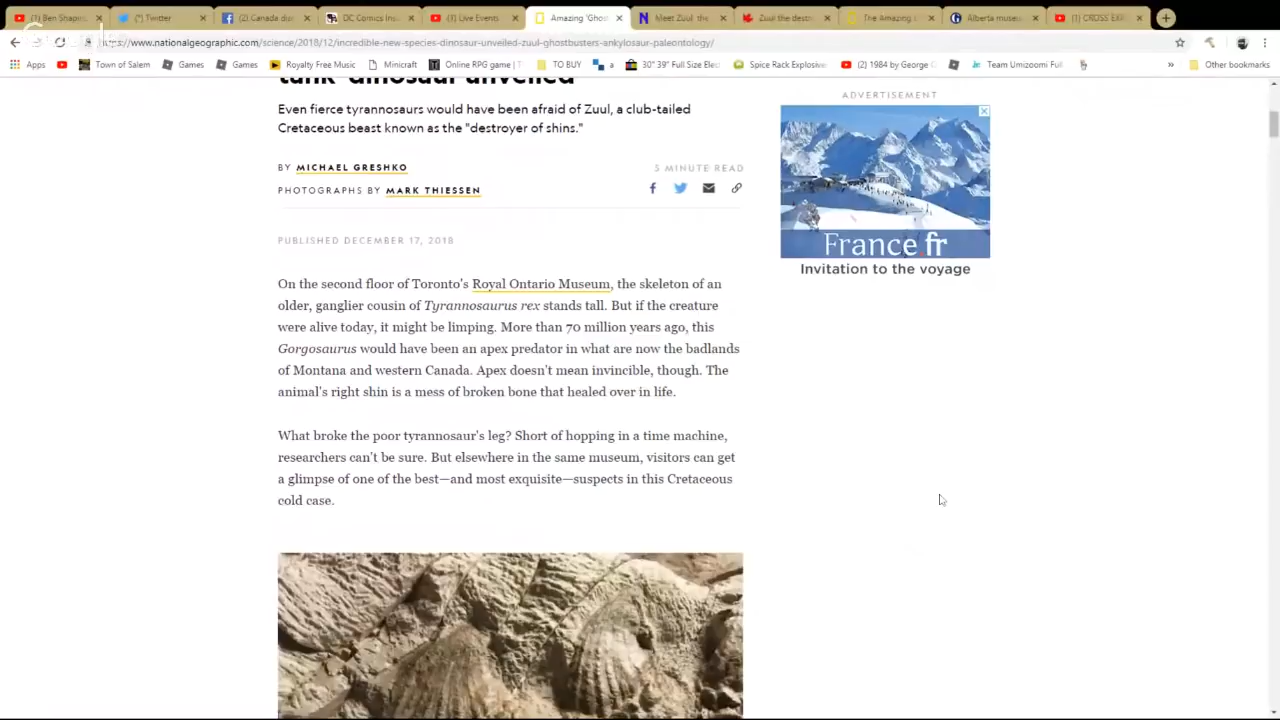 (1) Ben Shapi
(*) Twitter
(2) Canada dian
DC Comics Ins
(1) Live Events
Amazing 'Ghost
Meet Zuul, the
Zuul the destr
The Amazing
Alberta museu
(1) CROSS EX
https://www.nationalgeographic.com/science/2018/12/incredible-new-species-dinosaur-unveiled-zuul-ghostbusters-ankylosaur-paleontology/
Apps
Town of Salem
Games
Games
Royalty Free Music
Minicraft
Online RPG game |
TO BUY
a
30" 39" Full Size Elec
Spice Rack Explosive
(2) 1984 by George
Team Umizoomi Full
»
Other bookmarks
tank' dinosaur unveiled
Even fierce tyrannosaurs would have been afraid of Zuul, a club-tailed
Cretaceous beast known as the "destroyer of shins."
BY MICHAEL GRESHKO
5 MINUTE READ
PHOTOGRAPHS BY MARK THIESSEN
PUBLISHED DECEMBER 17, 2018
On the second floor of Toronto's Royal Ontario Museum, the skeleton of an
older, ganglier cousin of Tyrannosaurus rex stands tall. But if the creature
were alive today, it might be limping. More than 70 million years ago, this
Gorgosaurus would have been an apex predator in what are now the badlands
of Montana and western Canada. Apex doesn't mean invincible, though. The
animal's right shin is a mess of broken bone that healed over in life.
What broke the poor tyrannosaur's leg? Short of hopping in a time machine,
researchers can't be sure. But elsewhere in the same museum, visitors can get
a glimpse of one of the best—and most exquisite—suspects in this Cretaceous
cold case.
ADVERTISEMENT
France.fr
Invitation to the voyage